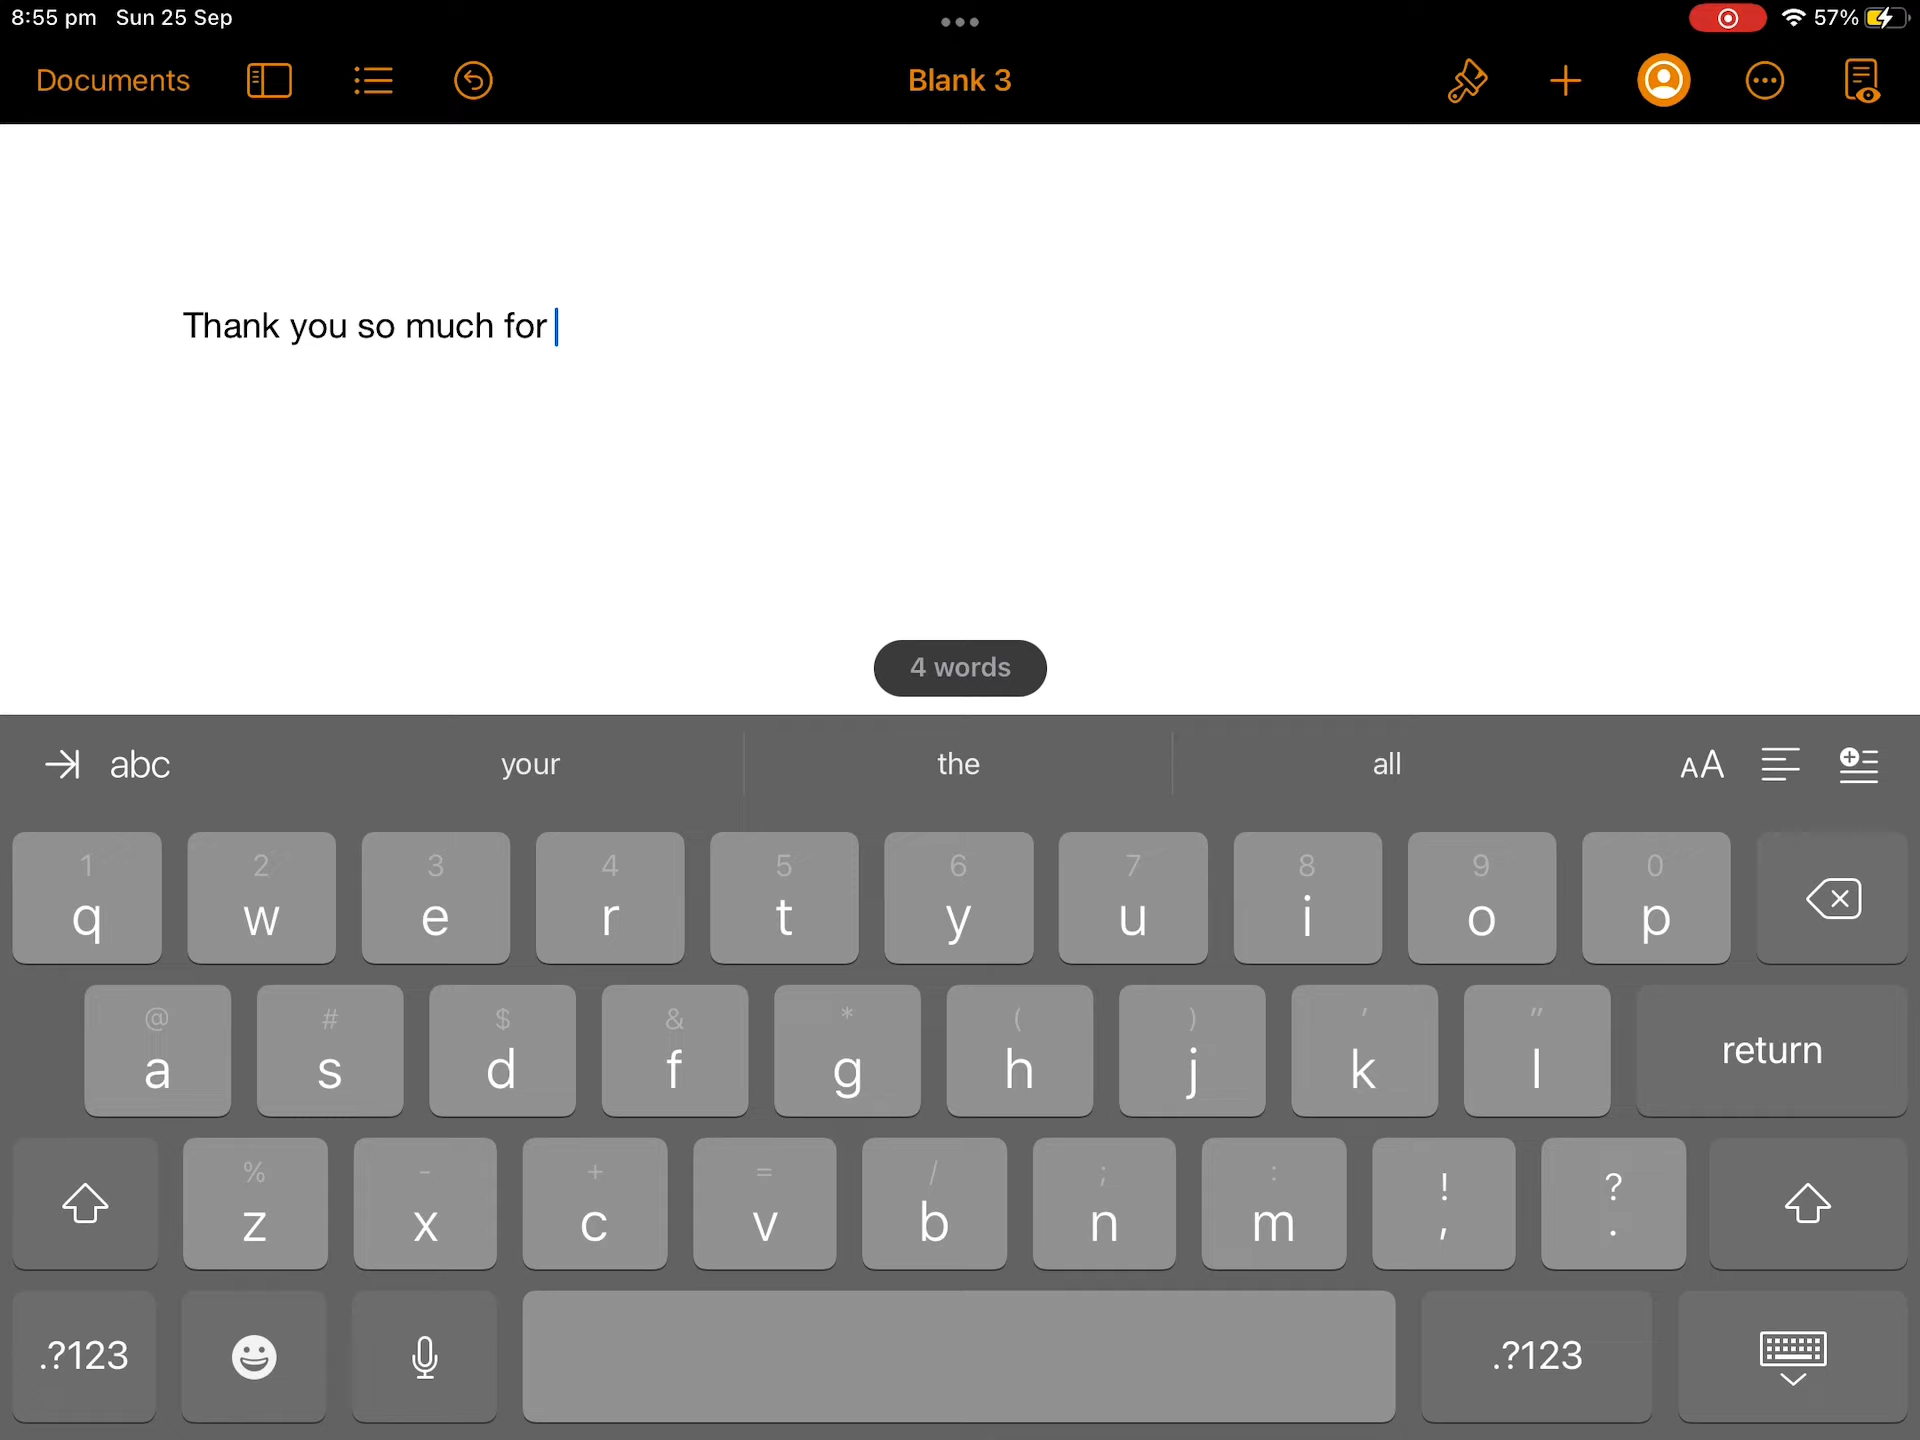 8:55 pm Sun 25 Sep
57%
Documents
Blank 3
Thank you so much for
4 words
abc your the all AA
1 2 3 4 5 6 7 8 9 0
q w e r t y u i o p
@ # $ & * ( ) ' "
a s d f g h j k l return
% - + = / ; : ! ?
z x c v b n m , .
.?123 .?123